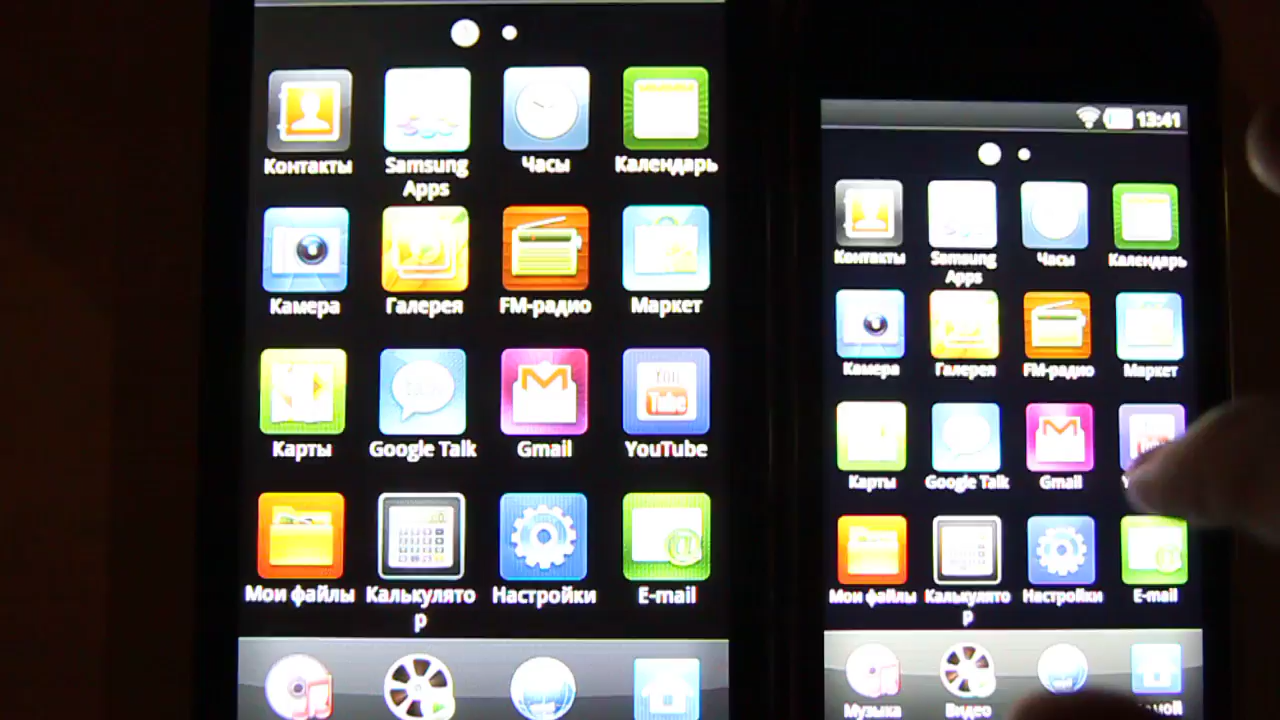 Контакты
Samsung
Apps
Часы
Календарь
Камера
Галерея
FM-радио
Маркет
Карты
Google Talk
Gmail
You
Tube
YouTube
Мои файлы
Калькулято
р
Настройки
E-mail
13:41
Контакты
Samsung
Apps
Часы
Календарь
Камера
Галерея
FM-радио
Маркет
Карты
Google Talk
Gmail
Мои файлы
Калькулято
р
Настройки
E-mail
Музыка
Видео